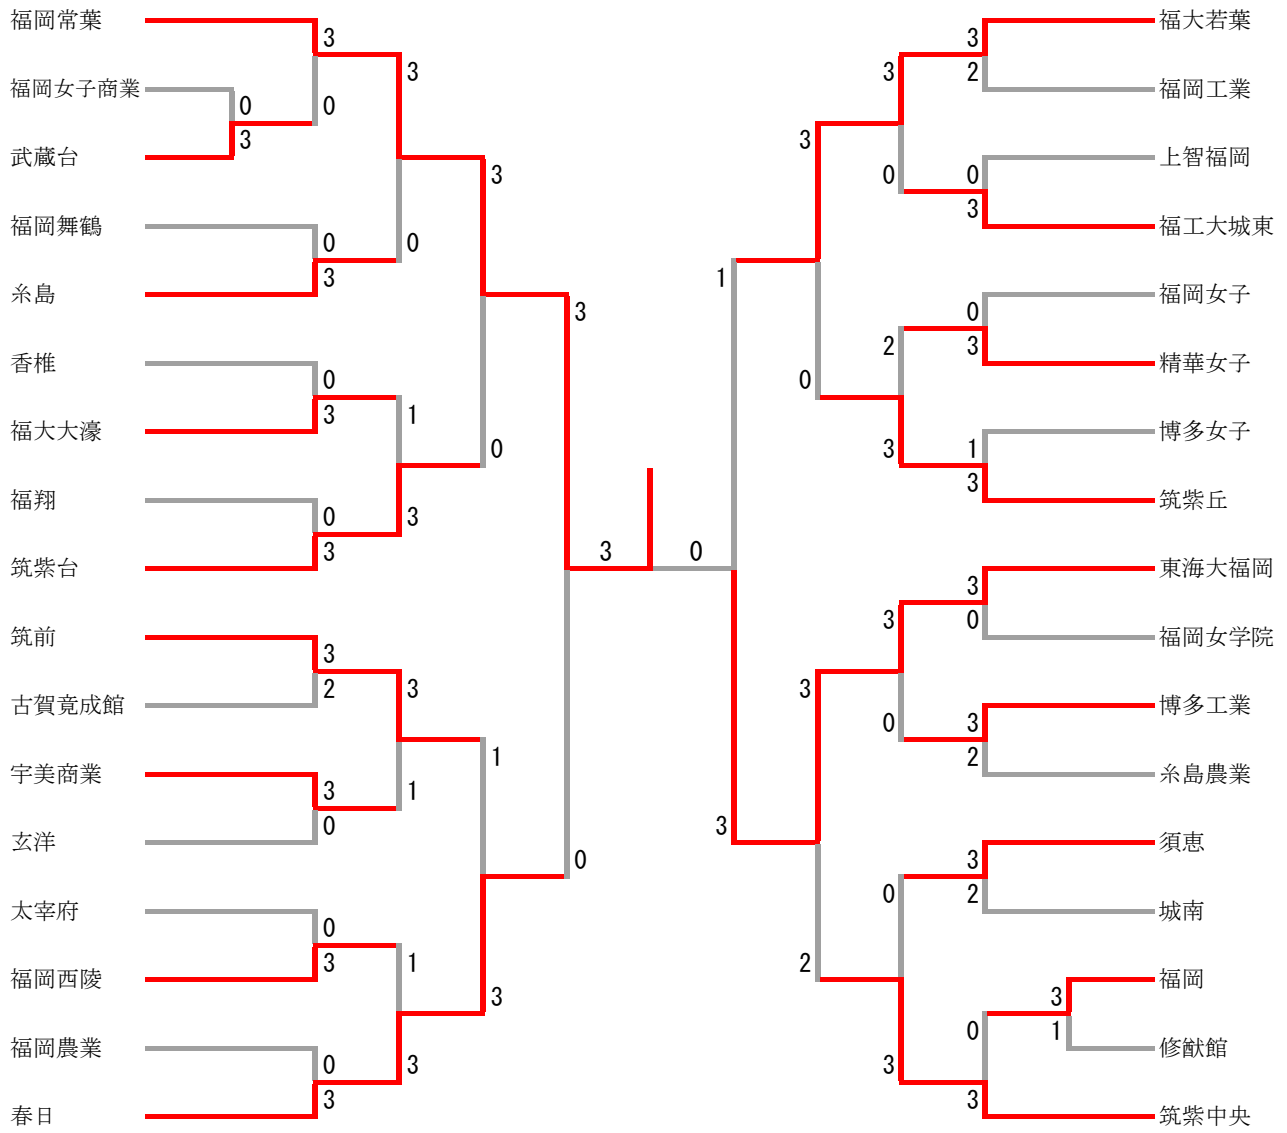 福岡常葉
3
福岡女子商業
0
0
武蔵台
3
3
福岡舞鶴
0
糸島
3
0
3
香椎
0
福大大濠
3
1
福翔
0
筑紫台
3
3
0
3
筑前
3
古賀竟成館
2
3
宇美商業
3
玄洋
0
1
1
太宰府
0
福岡西陵
3
1
福岡農業
0
春日
3
3
3
0
3
0
福大若葉
3
福岡工業
2
3
上智福岡
0
福工大城東
3
0
3
福岡女子
0
精華女子
3
2
博多女子
1
筑紫丘
3
3
0
1
東海大福岡
3
福岡女学院
0
3
博多工業
3
糸島農業
2
0
3
須恵
3
城南
2
0
福岡
3
修猷館
1
0
筑紫中央
3
3
2
3